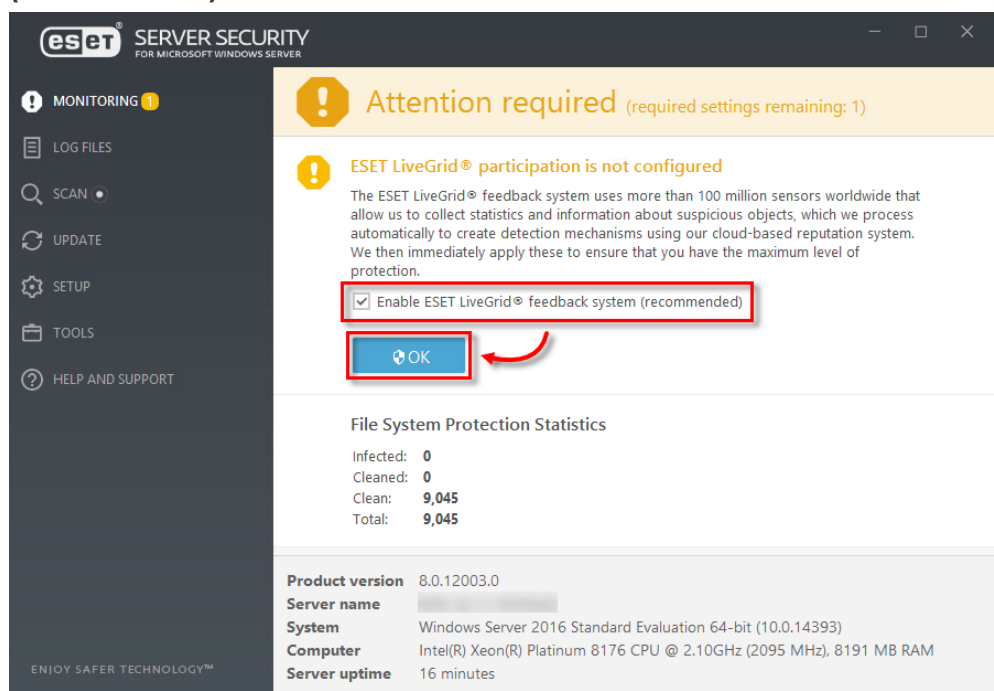 eset® SERVER SECURITY
FOR MICROSOFT WINDOWS SERVER
MONITORING 1
LOG FILES
SCAN
UPDATE
SETUP
TOOLS
HELP AND SUPPORT
ENJOY SAFER TECHNOLOGY™
Attention required (required settings remaining: 1)
ESET LiveGrid® participation is not configured
The ESET LiveGrid® feedback system uses more than 100 million sensors worldwide that
allow us to collect statistics and information about suspicious objects, which we process
automatically to create detection mechanisms using our cloud-based reputation system.
We then immediately apply these to ensure that you have the maximum level of
protection.
Enable ESET LiveGrid® feedback system (recommended)
OK
File System Protection Statistics
Infected: 0
Cleaned: 0
Clean: 9,045
Total: 9,045
Product version 8.0.12003.0
Server name
System Windows Server 2016 Standard Evaluation 64-bit (10.0.14393)
Computer Intel(R) Xeon(R) Platinum 8176 CPU @ 2.10GHz (2095 MHz), 8191 MB RAM
Server uptime 16 minutes